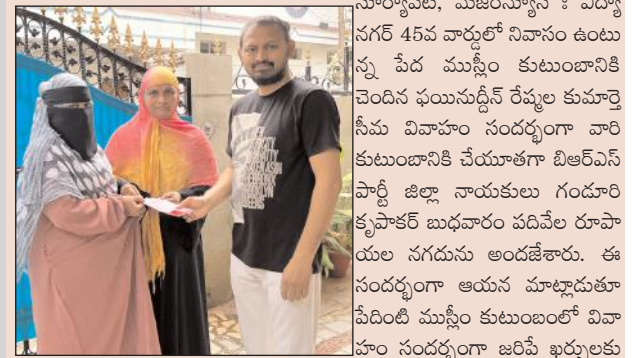 సూర్యాపేట, మేజర్‌న్యూస్ : విద్యా
నగర్ 45వ వార్డులో నివాసం ఉంటు
న్న పేద ముస్లిం కుటుంబానికి
చెందిన ఫయినుద్దీన్ రేష్మల కుమార్తె
సీమ వివాహం సందర్భంగా వారి
కుటుంబానికి చేయూతగా బిఆర్ఎస్
పార్టీ జిల్లా నాయకులు గండూరి
కృపాకర్ బుధవారం పదివేల రూపా
యల నగదును అందజేశారు. ఈ
సందర్భంగా ఆయన మాట్లాడుతూ
పేదింటి ముస్లిం కుటుంబంలో వివా
హం సందర్భంగా జరిపే ఖర్చులకు